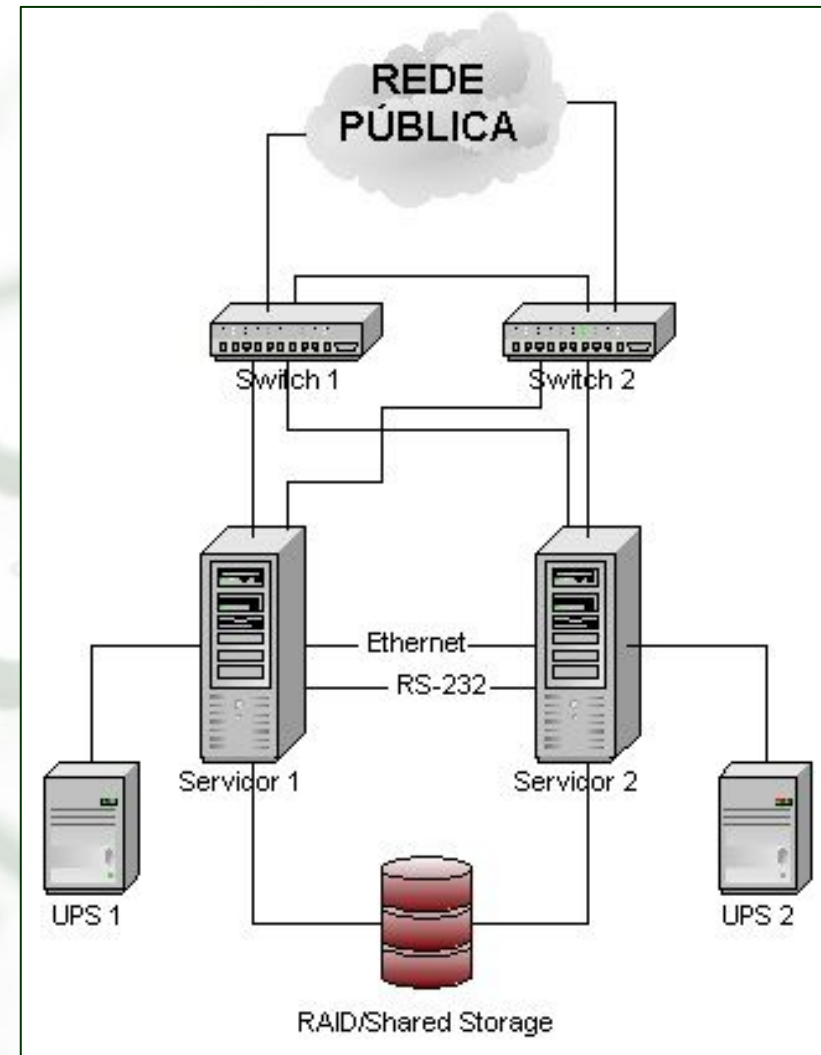 REDE
PÚBLICA
Switch 1
Switch 2
Ethernet
RS-232
Servidor 1
Servidor 2
UPS 1
UPS 2
RAID/Shared Storage